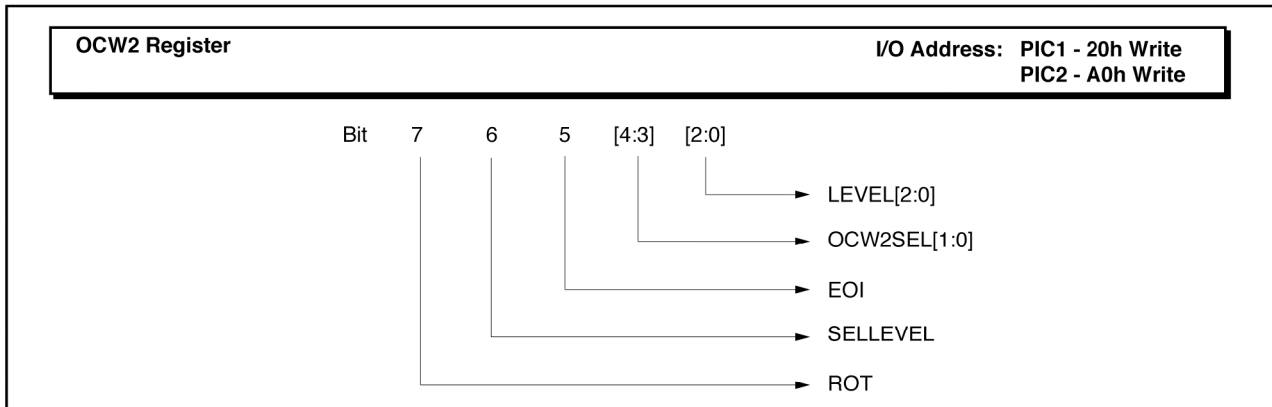 OCW2 Register I/O Address: PIC1 - 20h Write
PIC2 - A0h Write
Bit 7 6 5 [4:3] [2:0]
LEVEL[2:0]
OCW2SEL[1:0]
EOI
SELLEVEL
ROT